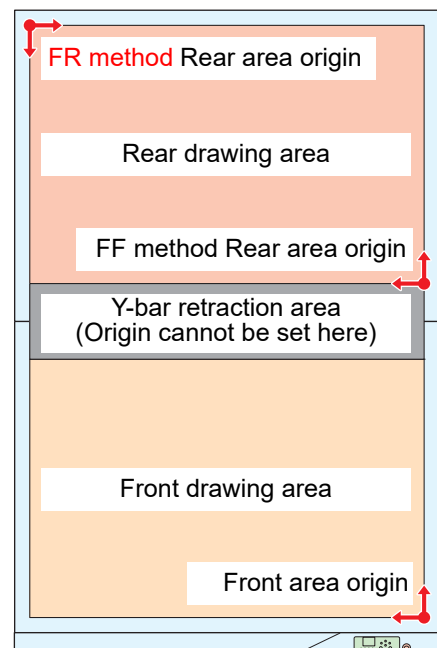 FR method Rear area origin
Rear drawing area
FF method Rear area origin
Y-bar retraction area
(Origin cannot be set here)
Front drawing area
Front area origin